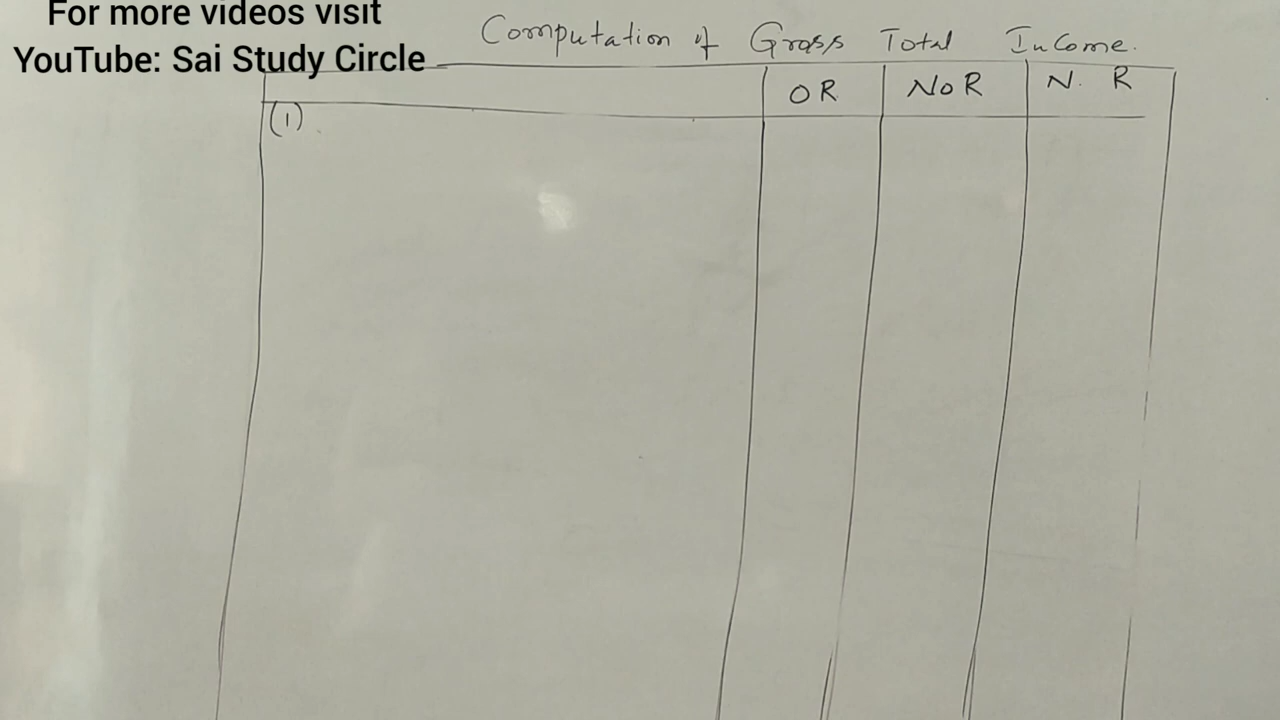 For more videos visit
YouTube: Sai Study Circle
Computation of Gross Total Income.
OR NOR N. R
(1)